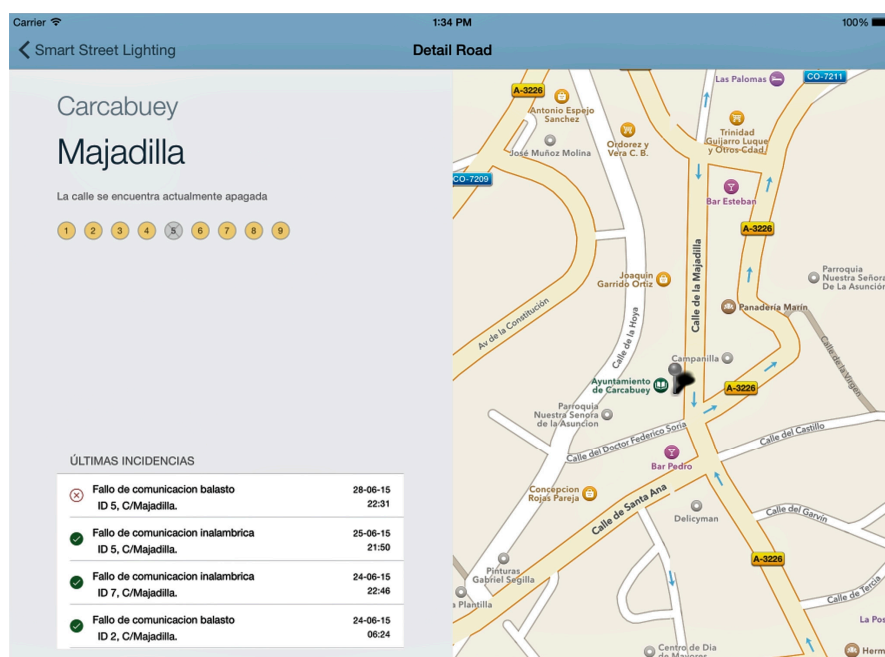 Carrier
1:34 PM
100%
Smart Street Lighting
Detail Road
Carcabuey
Majadilla
La calle se encuentra actualmente apagada
1 2 3 4 5 6 7 8 9
ÚLTIMAS INCIDENCIAS
Fallo de comunicacion balasto
28-06-15
ID 5, C/Majadilla.
22:31
Fallo de comunicacion inalambrica
25-06-15
ID 5, C/Majadilla.
21:50
Fallo de comunicacion inalambrica
24-06-15
ID 7, C/Majadilla.
22:46
Fallo de comunicacion balasto
24-06-15
ID 2, C/Majadilla.
06:24
Las Palomas
CO-7211
A-3226
Antonio Espejo
Sanchez
Trinidad
Guijarro Luque
y Otros Cdad
Ordorez y
Vera C. B.
José Muñoz Molina
CO-7209
Bar Esteban
A-3226
Calle de la Majadilla
Joaquin
Garrido Ortiz
Parroquia
Nuestra Señora
De La Asunción
Panadería Marín
Av de la Constitución
Calle de la Hoya
Calle de la Virgen
Campanilla
Ayuntamiento
de Carcabuey
A-3226
Parroquia
Nuestra Senora
de la Asuncion
Calle del Doctor Federico Soria
Calle del Castillo
Bar Pedro
Concepcion
Rojas Pareja
Calle de Santa Ana
Delicyman
Calle del Garvin
A-3226
Pinturas
Gabriel Segilla
Calle de Tercia
a Plantilla
La Pos
Centro de Dia
de Mayores
Herm